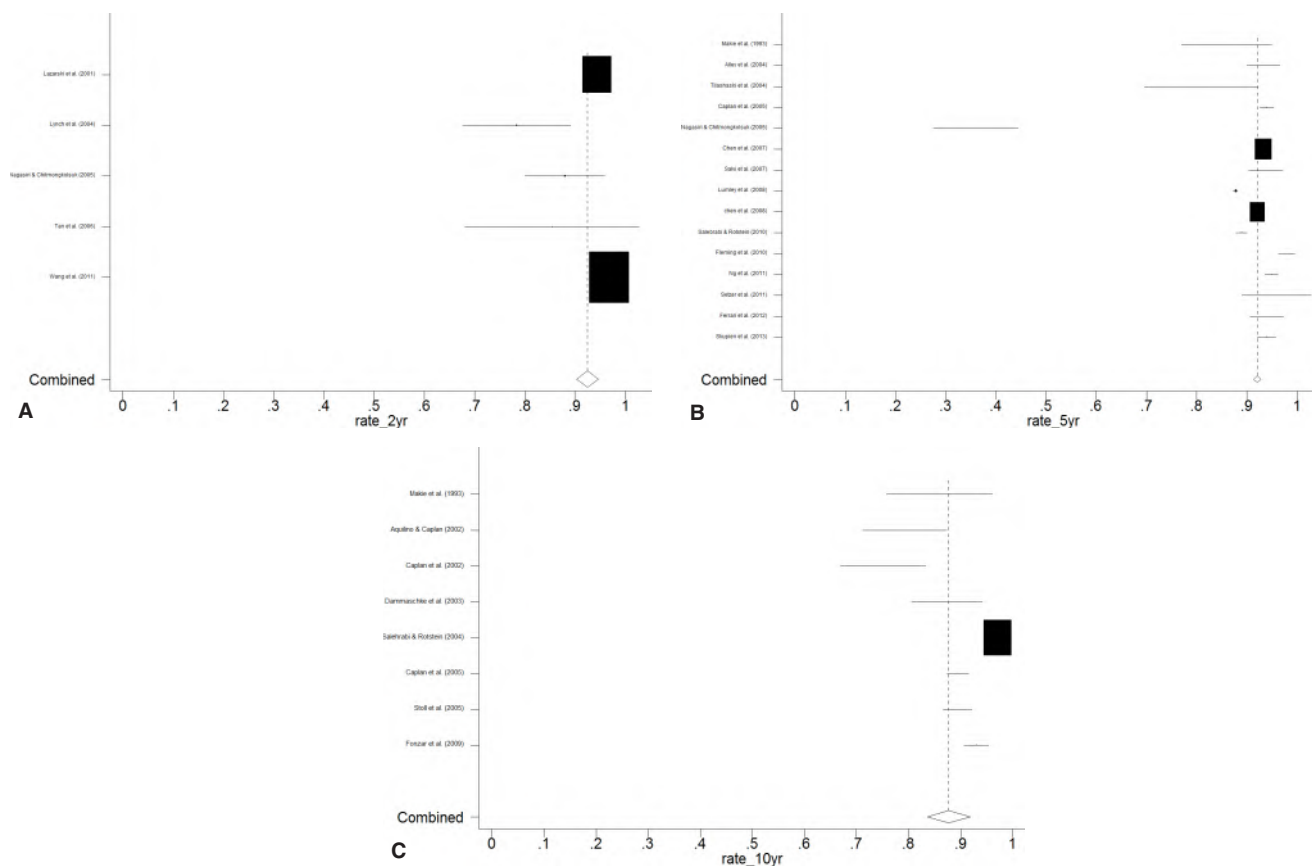 Lazarski et al. (2001)
Lynch et al. (2004)
Nagasiri & Chitmongkolsuk (2005)
Tan et al. (2006)
Wang et al. (2011)
Combined
0 .1 .2 .3 .4 .5 .6 .7 .8 .9 1
rate_2yr
A
et al. (1993)
et al. (2004)
et al. (2004)
Caplan et al. (2005)
Nagasiri & Chitmongkolsuk (2005)
Chen et al. (2007)
et al. (2007)
Lumley et al. (2008)
chen et al. (2008)
Salehrabi & Rotstein (2010)
Fleming et al. (2010)
Ng et al. (2011)
Setzer et al. (2011)
Ferrari et al. (2012)
Skupien et al. (2013)
Combined
0 .1 .2 .3 .4 .5 .6 .7 .8 .9 1
rate_5yr
B
et al. (1993)
Aquilino & Caplan (2002)
Caplan et al. (2002)
Dammaschke et al. (2003)
Salehrabi & Rotstein (2004)
Caplan et al. (2005)
Stoll et al. (2005)
Fonzar et al. (2009)
Combined
0 .1 .2 .3 .4 .5 .6 .7 .8 .9 1
rate_10yr
C